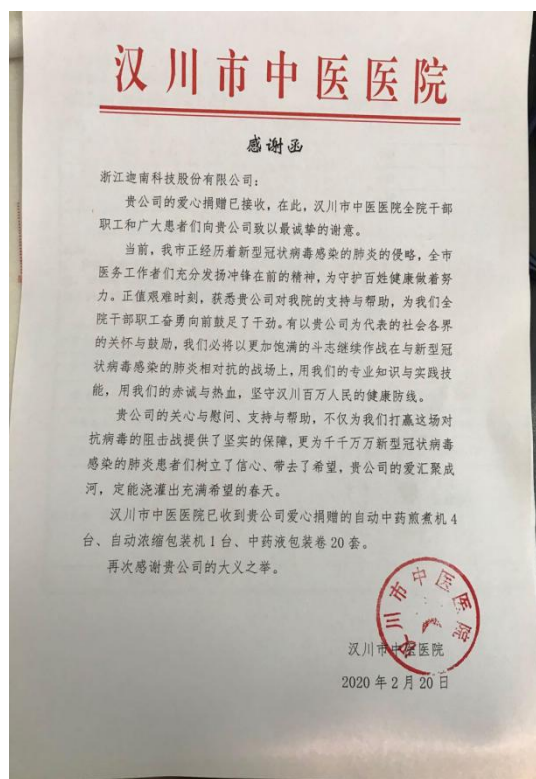 汉川市中医医院
感谢函
浙江迦南科技股份有限公司：
贵公司的爱心捐赠已接收，在此，汉川市中医医院全院干部
职工和广大患者们向贵公司致以最诚挚的谢意。
当前，我市正经历着新型冠状病毒感染的肺炎的侵略，全市
医务工作者们充分发扬冲锋在前的精神，为守护百姓健康做着努
力。正值艰难时刻，获悉贵公司对我院的支持与帮助，为我们全
院干部职工奋勇向前鼓足了干劲。有以贵公司为代表的社会各界
的关怀与鼓励，我们必将以更加饱满的斗志继续作战在与新型冠
状病毒感染的肺炎相对抗的战场上，用我们的专业知识与实践技
能，用我们的赤诚与热血，坚守汉川百万人民的健康防线。
贵公司的关心与慰问、支持与帮助，不仅为我们打赢这场对
抗病毒的阻击战提供了坚实的保障，更为千千万万新型冠状病毒
感染的肺炎患者们树立了信心、带去了希望，贵公司的爱汇聚成
河，定能浇灌出充满希望的春天。
汉川市中医医院已收到贵公司爱心捐赠的自动中药煎煮机4
台、自动浓缩包装机1台、中药液包装卷20套。
再次感谢贵公司的大义之举。
汉川市中医医院
汉川市中医医院
2020年2月20日